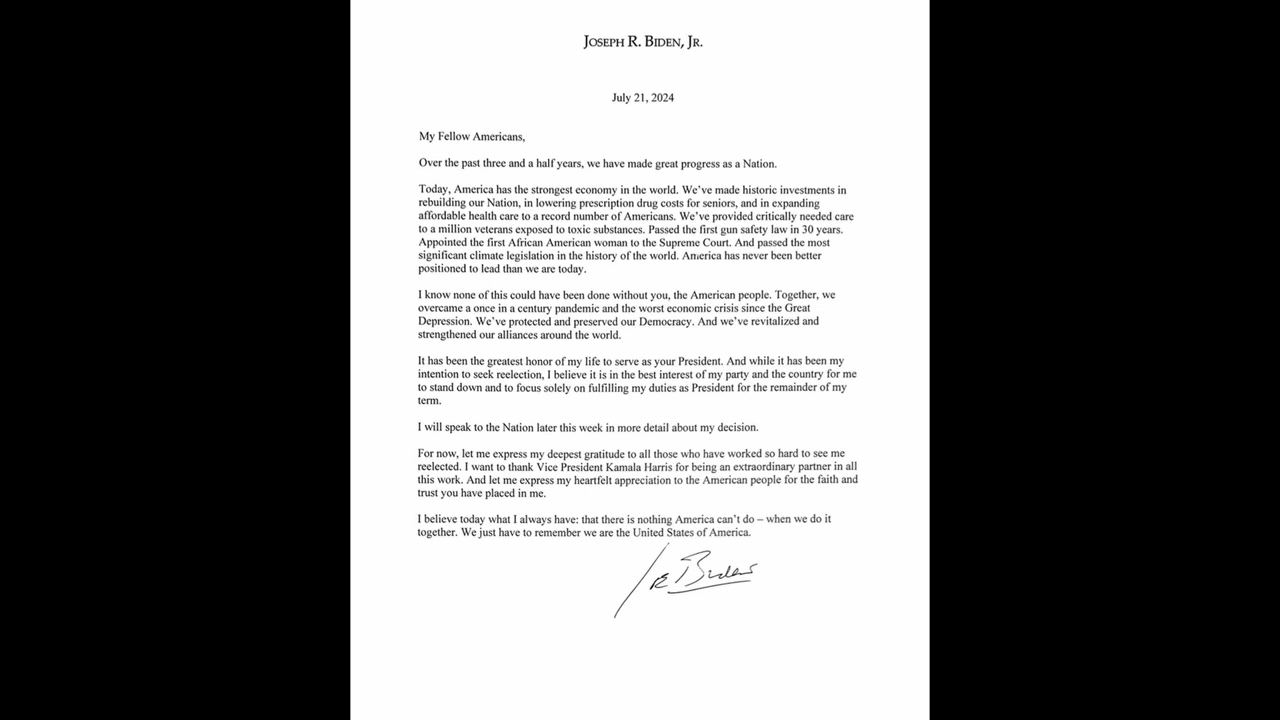 JOSEPH R. BIDEN, JR.
July 21, 2024
My Fellow Americans,
Over the past three and a half years, we have made great progress as a Nation.
Today, America has the strongest economy in the world. We've made historic investments in
rebuilding our Nation, in lowering prescription drug costs for seniors, and in expanding
affordable health care to a record number of Americans. We've provided critically needed care
to a million veterans exposed to toxic substances. Passed the first gun safety law in 30 years.
Appointed the first African American woman to the Supreme Court. And passed the most
significant climate legislation in the history of the world. America has never been better
positioned to lead than we are today.
I know none of this could have been done without you, the American people. Together, we
overcame a once in a century pandemic and the worst economic crisis since the Great
Depression. We've protected and preserved our Democracy. And we've revitalized and
strengthened our alliances around the world.
It has been the greatest honor of my life to serve as your President. And while it has been my
intention to seek reelection, I believe it is in the best interest of my party and the country for me
to stand down and to focus solely on fulfilling my duties as President for the remainder of my
term.
I will speak to the Nation later this week in more detail about my decision.
For now, let me express my deepest gratitude to all those who have worked so hard to see me
reelected. I want to thank Vice President Kamala Harris for being an extraordinary partner in all
this work. And let me express my heartfelt appreciation to the American people for the faith and
trust you have placed in me.
I believe today what I always have: that there is nothing America can't do – when we do it
together. We just have to remember we are the United States of America.
Joe Biden